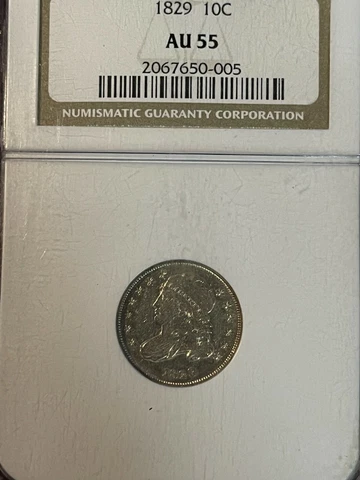 1829 10C
AU 55
2067650-005
NUMISMATIC GUARANTY CORPORATION